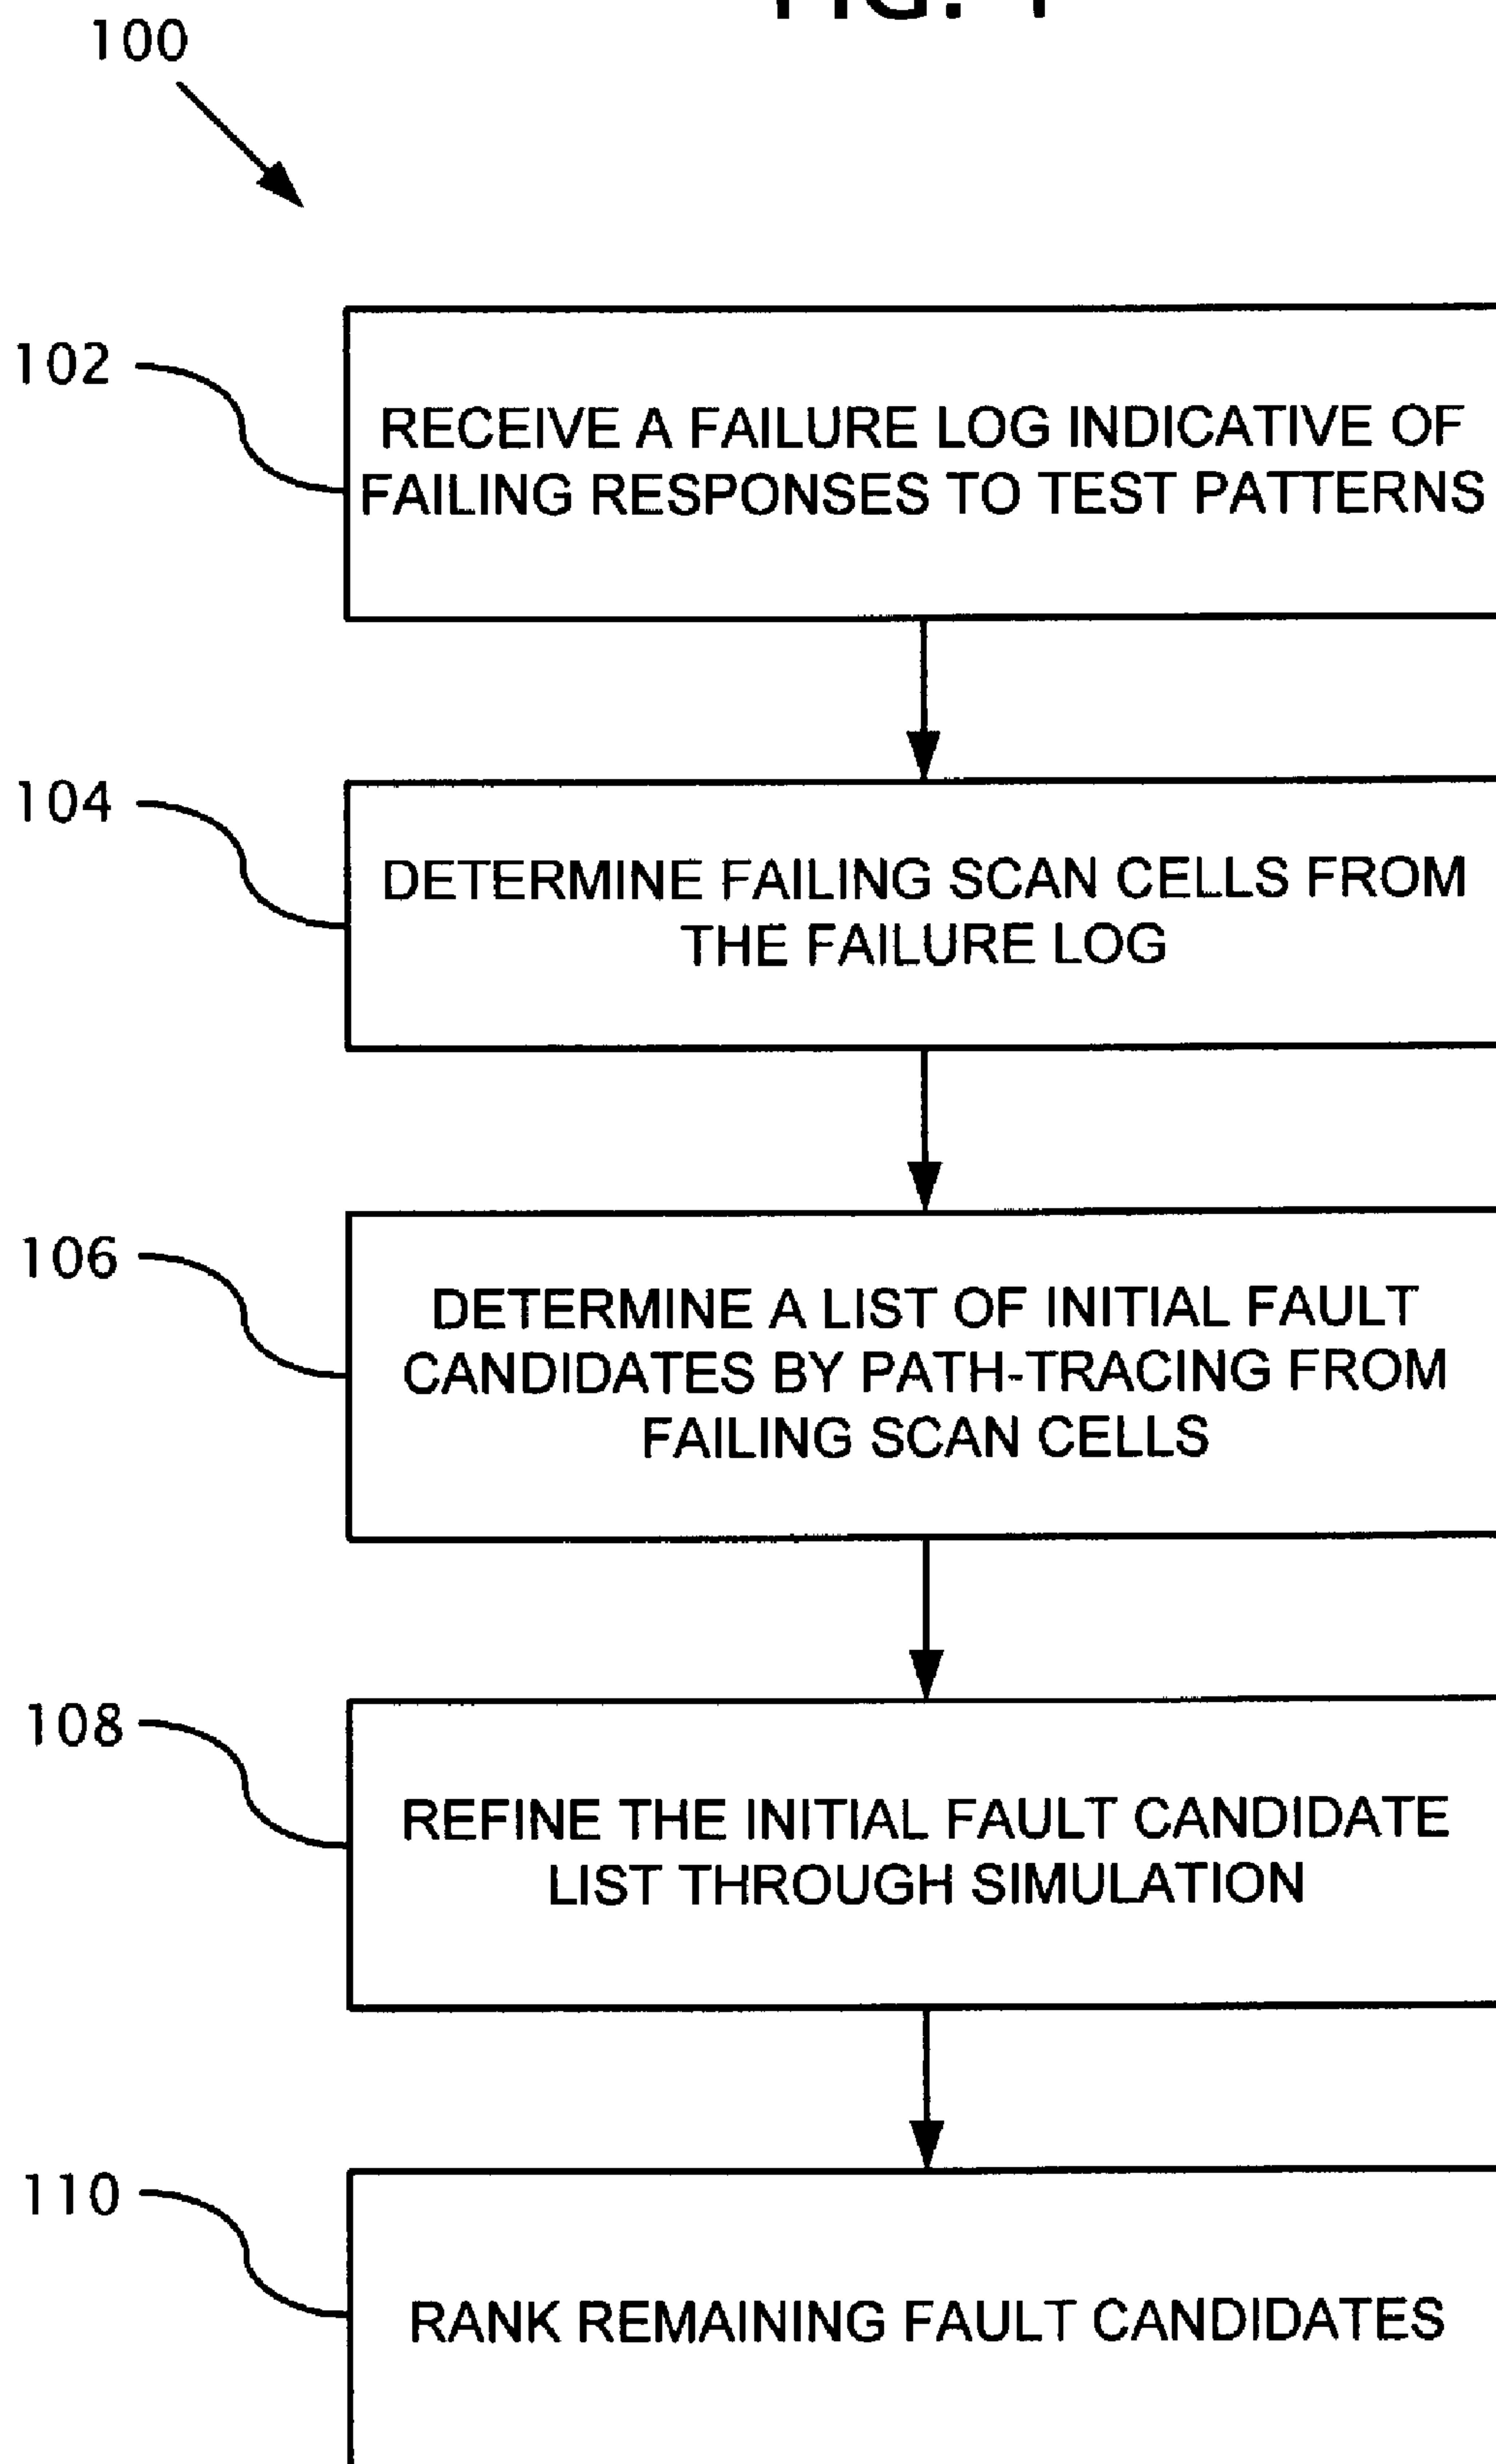 100
102
RECEIVE A FAILURE LOG INDICATIVE OF
FAILING RESPONSES TO TEST PATTERNS
104
DETERMINE FAILING SCAN CELLS FROM
THE FAILURE LOG
106
DETERMINE A LIST OF INITIAL FAULT
CANDIDATES BY PATH-TRACING FROM
FAILING SCAN CELLS
108
REFINE THE INITIAL FAULT CANDIDATE
LIST THROUGH SIMULATION
110
RANK REMAINING FAULT CANDIDATES